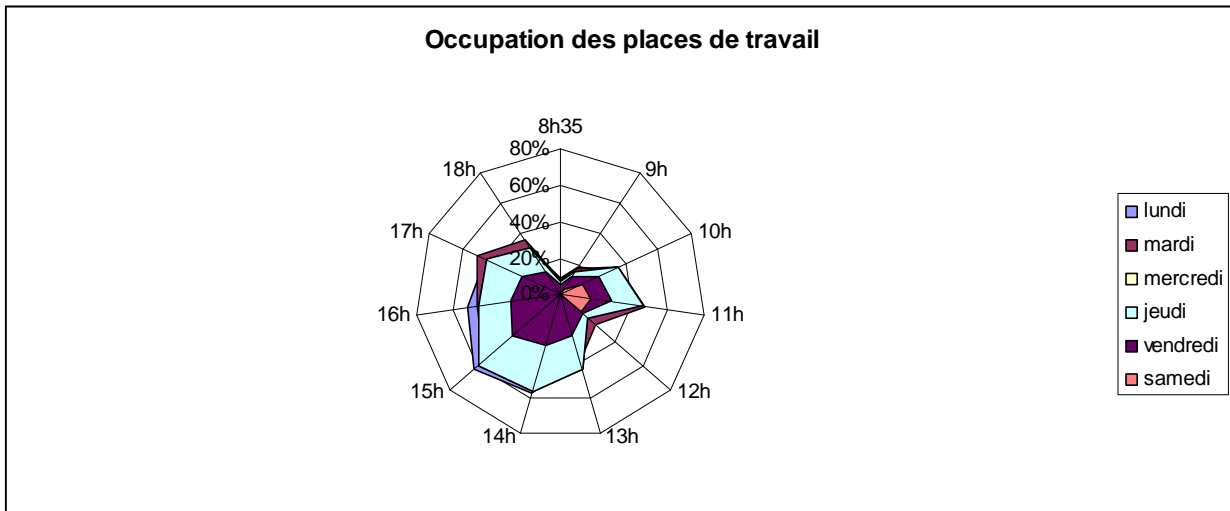 Occupation des places de travail
8h35
80%
18h
9h
60%
17h
40%
10h
20%
0%
16h
11h
15h
12h
14h
13h
lundi
mardi
mercredi
jeudi
vendredi
samedi